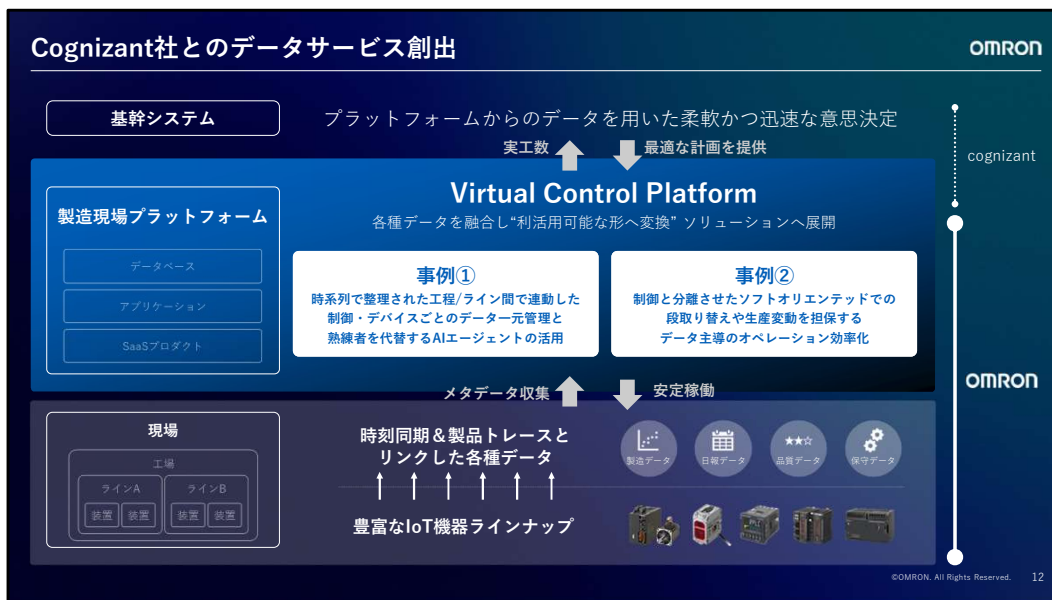 Cognizant社とのデータサービス創出
OMRON
基幹システム
プラットフォームからのデータを用いた柔軟かつ迅速な意思決定
実工数
最適な計画を提供
cognizant
製造現場プラットフォーム
データベース
アプリケーション
SaaSプロダクト
Virtual Control Platform
各種データを融合し“利活用可能な形へ変換” ソリューションへ展開
事例①
時系列で整理された工程/ライン間で連動した
制御・デバイスごとのデータ一元管理と
熟練者を代替するAIエージェントの活用
事例②
制御と分離させたソフトオリエンテッドでの
段取り替えや生産変動を担保する
データ主導のオペレーション効率化
OMRON
メタデータ収集
安定稼働
現場
工場
ラインA
ラインB
装置
装置
装置
装置
時刻同期＆製品トレースと
リンクした各種データ
豊富なIoT機器ラインナップ
製造データ
日報データ
品質データ
保守データ
©OMRON. All Rights Reserved.
12